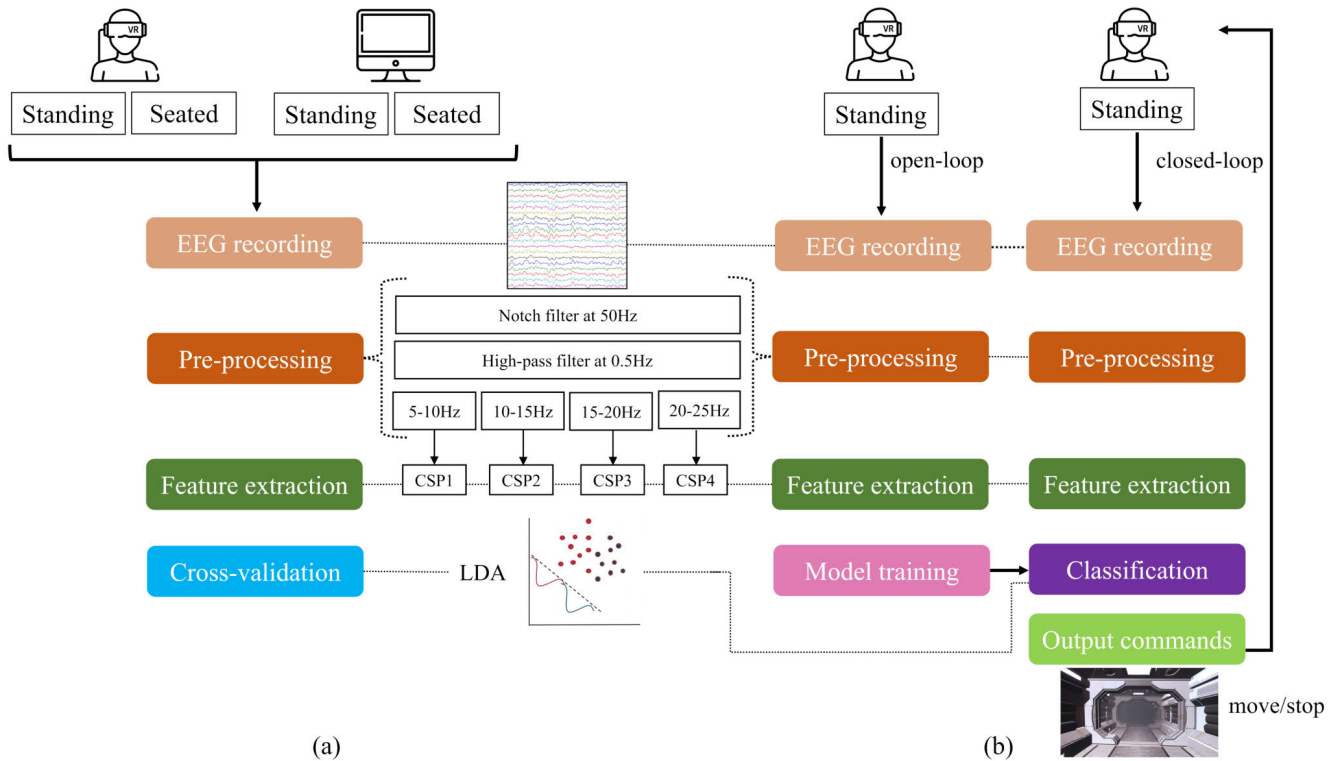 VR
VR
VR
Standing
Seated
Standing
Seated
Standing
Standing
open-loop
closed-loop
EEG recording
EEG recording
EEG recording
Notch filter at 50Hz
Pre-processing
High-pass filter at 0.5Hz
Pre-processing
Pre-processing
5-10Hz
10-15Hz
15-20Hz
20-25Hz
Feature extraction
CSP1
CSP2
CSP3
CSP4
Feature extraction
Feature extraction
Cross-validation
LDA
Model training
Classification
Output commands
move/stop
(a)
(b)